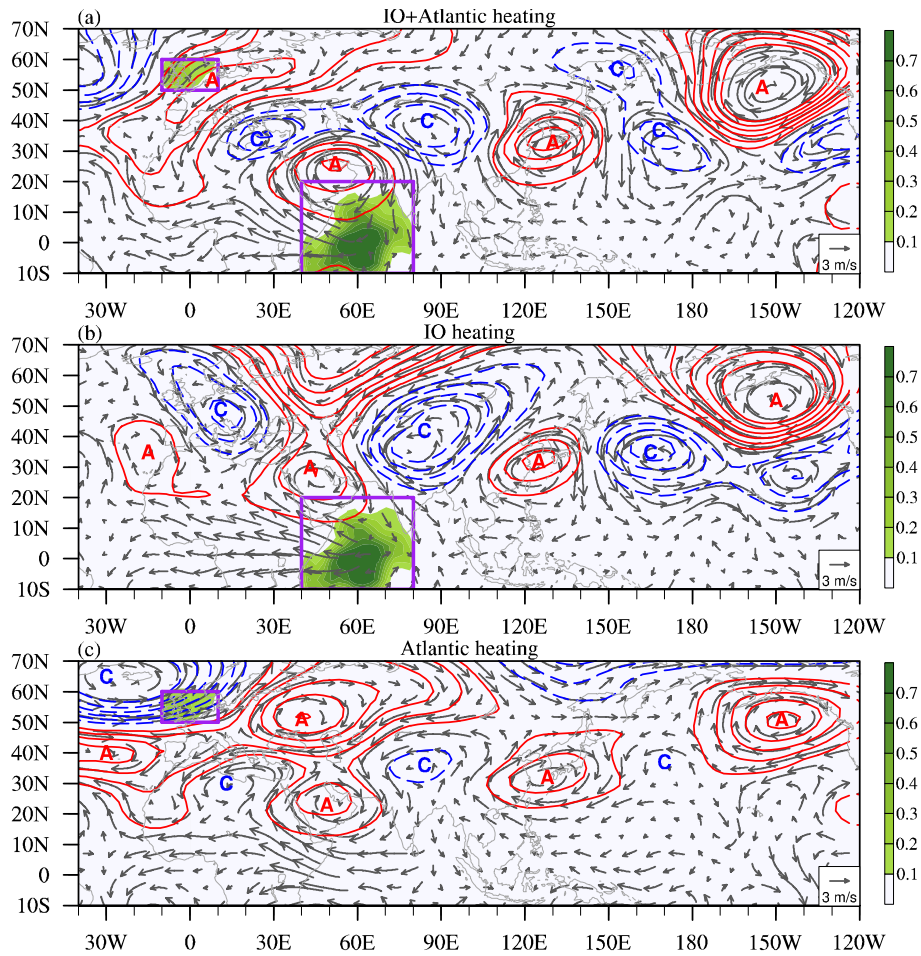 (a) IO+Atlantic heating
70N
60N
50N
40N
30N
20N
10N
0
10S
A
C
A
C
A
C
C
A
3 m/s
0.7
0.6
0.5
0.4
0.3
0.2
0.1
30W 0 30E 60E 90E 120E 150E 180 150W 120W
(b) IO heating
70N
60N
50N
40N
30N
20N
10N
0
10S
A
C
A
C
A
C
A
3 m/s
0.7
0.6
0.5
0.4
0.3
0.2
0.1
30W 0 30E 60E 90E 120E 150E 180 150W 120W
(c) Atlantic heating
70N
60N
50N
40N
30N
20N
10N
0
10S
C
A
C
A
A
C
A
C
A
3 m/s
0.7
0.6
0.5
0.4
0.3
0.2
0.1
30W 0 30E 60E 90E 120E 150E 180 150W 120W